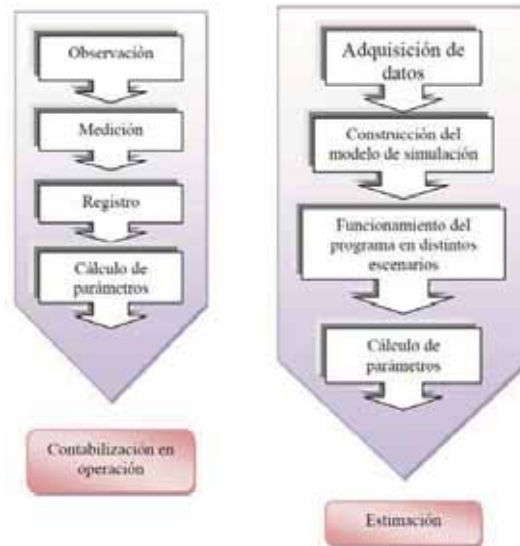 Observación
Medición
Registro
Cálculo de
parámetros
Contabilización en
operación
Adquisición de
datos
Construcción del
modelo de simulación
Funcionamiento del
programa en distintos
escenarios
Cálculo de
parámetros
Estimación